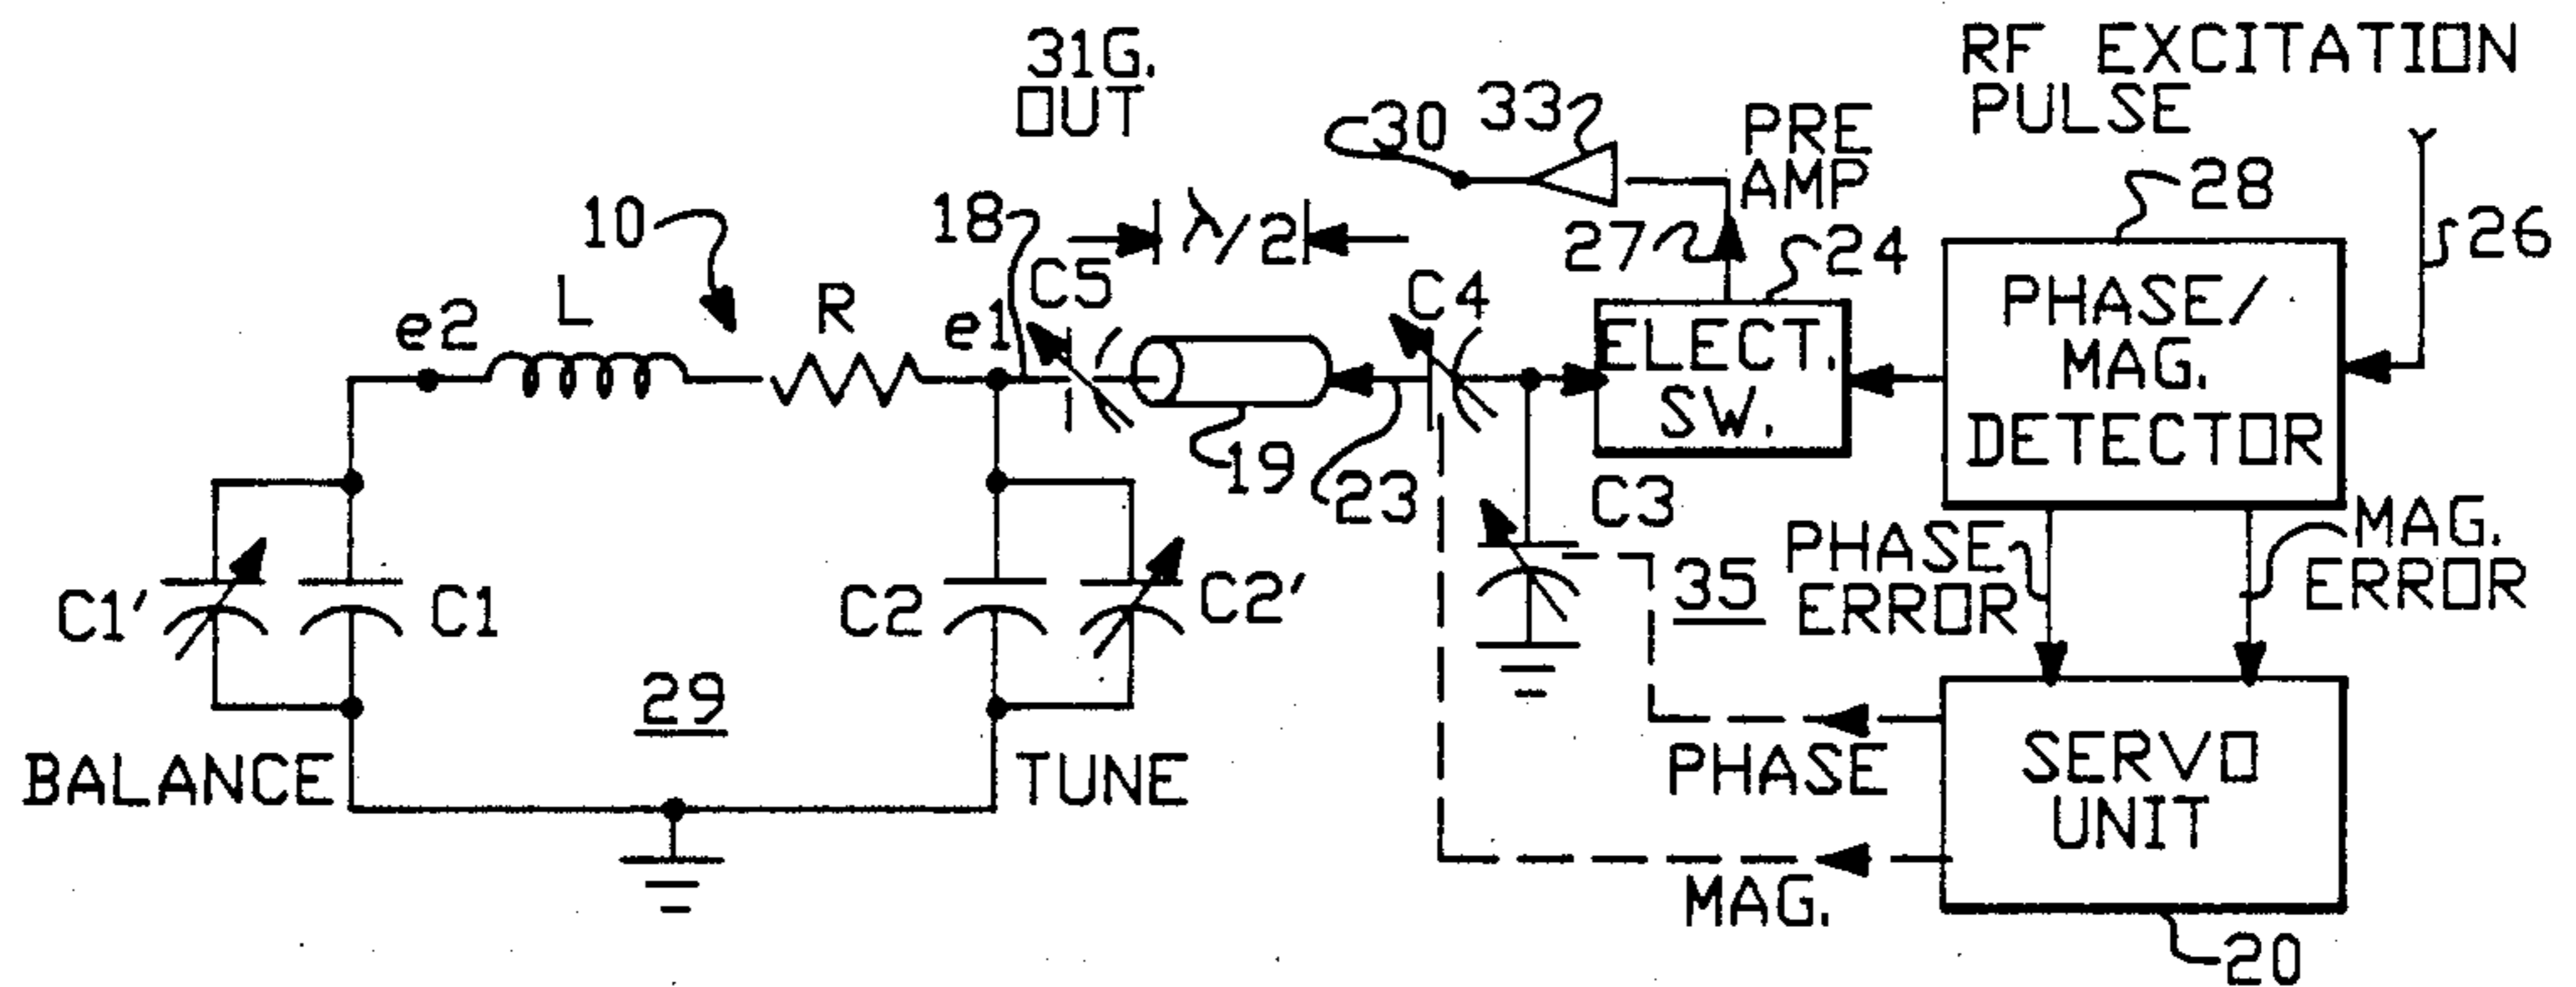 31G.
OUT
RF EXCITATION
PULSE
30
33
PRE
AMP
28
26
10
18
λ/2
27
24
C5
C4
e2
L
R
e1
ELECT.
SW.
PHASE/
MAG.
DETECTOR
19
23
C3
C1'
C1
C2
C2'
35
PHASE
ERROR
MAG.
ERROR
29
BALANCE
TUNE
PHASE
SERVO
UNIT
MAG.
20